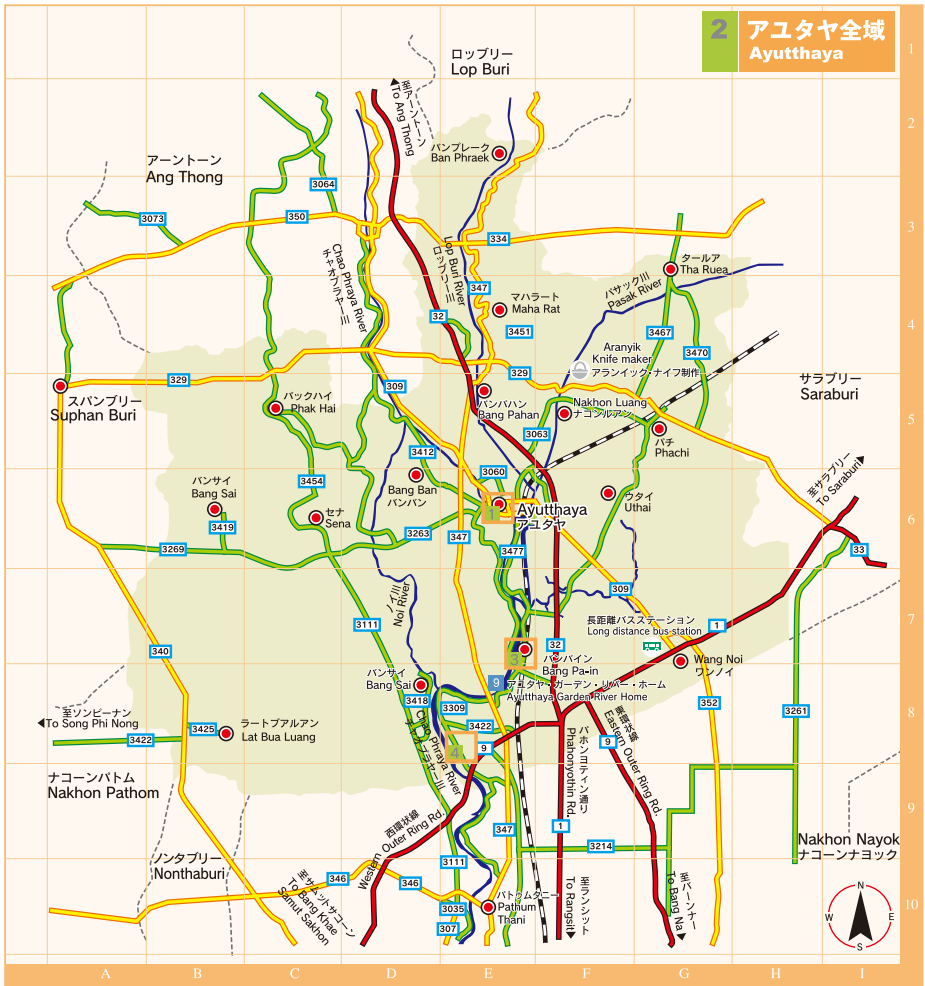 2
アユタヤ全域
Ayutthaya
ロッブリー
Lop Buri
1
至アーントーン
▲To Ang Thong
2
バンプレーク
Ban Phraek
アーントーン
Ang Thong
3064
350
3073
3
334
タールア
Tha Ruea
Chao Phraya River
チャオプラヤー川
Lop Buri River
ロッブリー川
パサック川
Pasak River
347
マハラート
Maha Rat
32
3451
3467
4
3470
Aranyik
Knife maker
アランイック・ナイフ制作
329
329
309
サラブリー
Saraburi
スパンブリー
Suphan Buri
パックハイ
Phak Hai
バンパハン
Bang Pahan
Nakhon Luang
ナコンルアン
5
3063
パチ
Phachi
3412
3060
至サラブリー
To Saraburi▶
バンサイ
Bang Sai
3454
Bang Ban
バンバン
ウタイ
Uthai
セナ
Sena
1
Ayutthaya
アユタヤ
6
3419
3263
347
3269
3477
33
ノイ川
Noi River
309
長距離バスステーション
Long distance bus station
1
7
3111
32
340
3
バンパイン
Bang Pa-in
Wang Noi
ワンノイ
バンサイ
Bang Sai
9
アユタヤ・ガーデン・リバー・ホーム
Ayutthaya Garden River Home
3418
3309
352
3261
8
至ソンピーナン
◀To Song Phi Nong
3422
3425
ラートブアルアン
Lat Bua Luang
3422
Chao Phraya River
チャオプラヤー川
4
9
9
東環状線
Eastern Outer Ring Rd.
パホンヨティン通り
Phahonyothin Rd.
ナコーンパトム
Nakhon Pathom
9
西環状線
Western Outer Ring Rd.
347
1
3214
Nakhon Nayok
ナコーンナヨック
ノンタブリー
Nonthaburi
3111
346
346
至サムットサコーン
To Bang Khae
Samut Sakhon
3035
307
パトゥムタニー
Pathum
Thani
至ランシット
To Rangsit▶
至バーンナー
To Bang Na▶
10
N
W
E
S
A
B
C
D
E
F
G
H
I